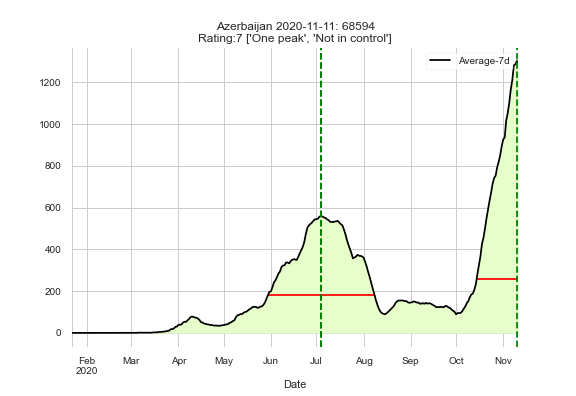 Azerbaijan 2020-11-11: 68594
Rating:7 ['One peak', 'Not in control']
Average-7d
1200
1000
800
600
400
200
0
Feb Mar Apr May Jun Jul Aug Sep Oct Nov
2020
Date